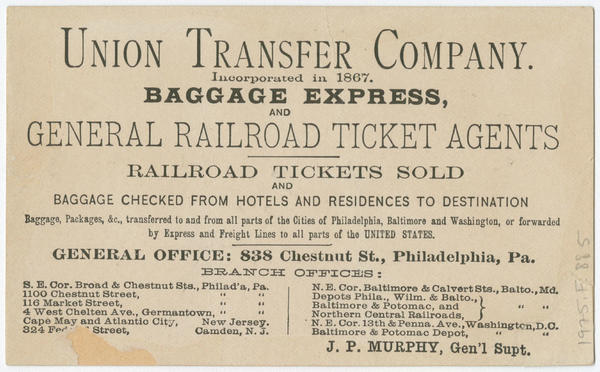 UNION TRANSFER COMPANY.
Incorporated in 1867.
BAGGAGE EXPRESS,
AND
GENERAL RAILROAD TICKET AGENTS
RAILROAD TICKETS SOLD
AND
BAGGAGE CHECKED FROM HOTELS AND RESIDENCES TO DESTINATION
Baggage, Packages, &c., transferred to and from all parts of the Cities of Philadelphia, Baltimore and Washington, or forwarded
by Express and Freight Lines to all parts of the UNITED STATES.
GENERAL OFFICE: 838 Chestnut St., Philadelphia, Pa.
BRANCH OFFICES:
S. E. Cor. Broad & Chestnut Sts., Philad'a, Pa.
1100 Chestnut Street, " "
116 Market Street, " "
4 West Chelten Ave., Germantown, " "
Cape May and Atlantic City, New Jersey.
324 Fed Street, Camden, N. J.
N. E. Cor. Baltimore & Calvert Sts., Balto., Md.
Depots Phila., Wilm. & Balto.,
Baltimore & Potomac, and } " "
Northern Central Railroads,
N. E. Cor. 13th & Penna. Ave., Washington, D.C.
Baltimore & Potomac Depot, " "
J. P. MURPHY, Gen'l Supt.
1975.F.885